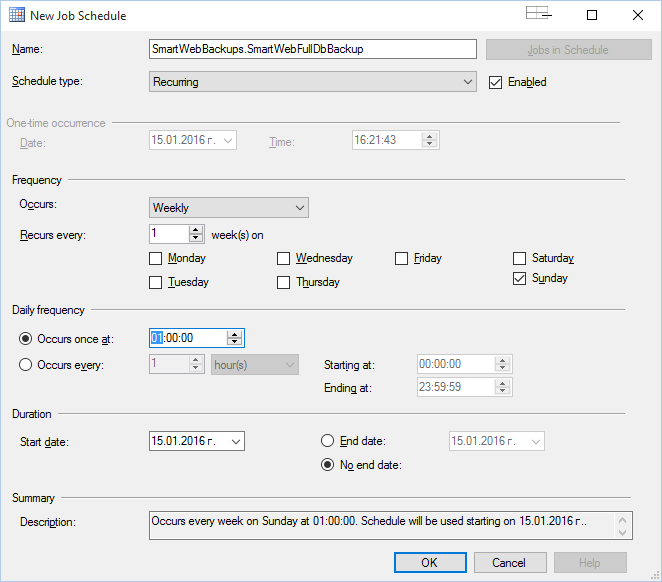 New Job Schedule
Name: SmartWebBackups.SmartWebFullDbBackup Jobs in Schedule
Schedule type: Recurring Enabled
One-time occurrence
Date: 15.01.2016 г. Time: 16:21:43
Frequency
Occurs: Weekly
Recurs every: 1 week(s) on
Monday Wednesday Friday Saturday
Tuesday Thursday Sunday
Daily frequency
Occurs once at: 01:00:00
Occurs every: 1 hour(s) Starting at: 00:00:00
Ending at: 23:59:59
Duration
Start date: 15.01.2016 г. End date: 15.01.2016 г.
No end date:
Summary
Description: Occurs every week on Sunday at 01:00:00. Schedule will be used starting on 15.01.2016 г..
OK Cancel Help